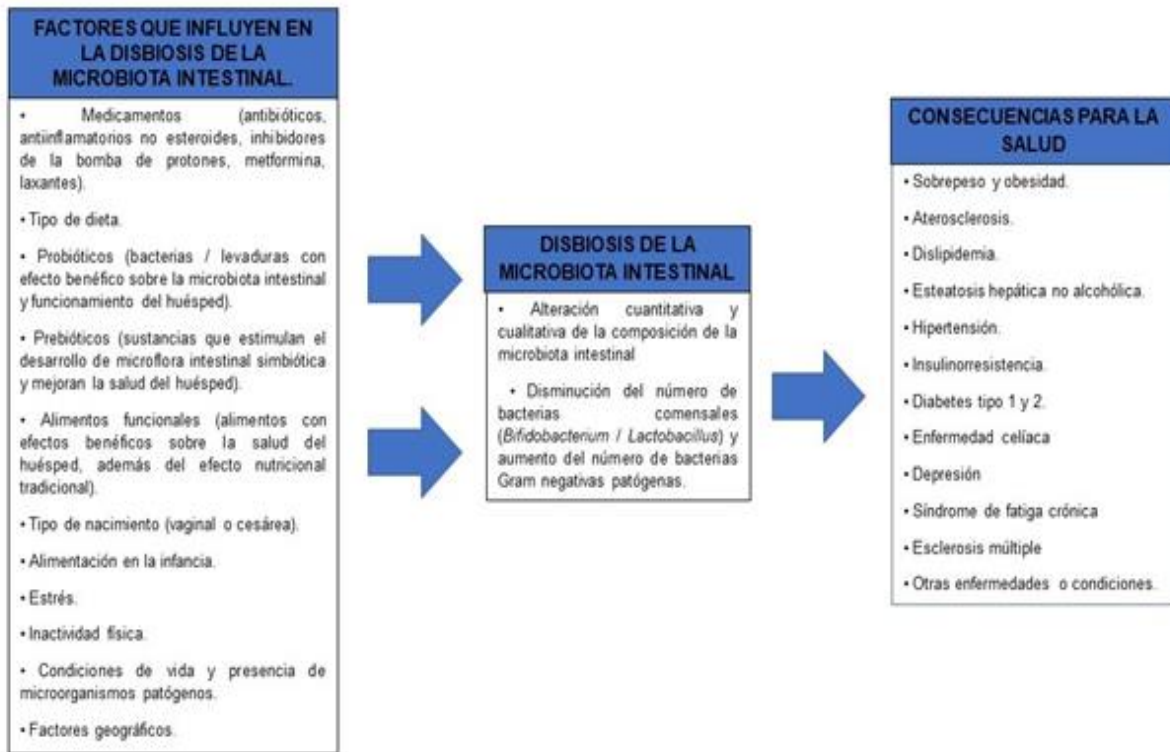 FACTORES QUE INFLUYEN EN
LA DISBIOSIS DE LA
MICROBIOTA INTESTINAL.
• Medicamentos (antibióticos,
antiinflamatorios no esteroides, inhibidores
de la bomba de protones, metformina,
laxantes).
• Tipo de dieta.
• Probióticos (bacterias / levaduras con
efecto benéfico sobre la microbiota intestinal
y funcionamiento del huésped).
• Prebióticos (sustancias que estimulan el
desarrollo de microflora intestinal simbiótica
y mejoran la salud del huésped).
• Alimentos funcionales (alimentos con
efectos benéficos sobre la salud del
huésped, además del efecto nutricional
tradicional).
• Tipo de nacimiento (vaginal o cesárea).
• Alimentación en la infancia.
• Estrés.
• Inactividad física.
• Condiciones de vida y presencia de
microorganismos patógenos.
• Factores geográficos.
DISBIOSIS DE LA
MICROBIOTA INTESTINAL
• Alteración cuantitativa y
cualitativa de la composición de la
microbiota intestinal
• Disminución del número de
bacterias comensales
(Bifidobacterium / Lactobacillus) y
aumento del número de bacterias
Gram negativas patógenas.
CONSECUENCIAS PARA LA
SALUD
• Sobrepeso y obesidad.
• Aterosclerosis.
• Dislipidemia.
• Esteatosis hepática no alcohólica.
• Hipertensión.
• Insulinorresistencia.
• Diabetes tipo 1 y 2.
• Enfermedad celíaca
• Depresión
• Síndrome de fatiga crónica
• Esclerosis múltiple
• Otras enfermedades o condiciones.